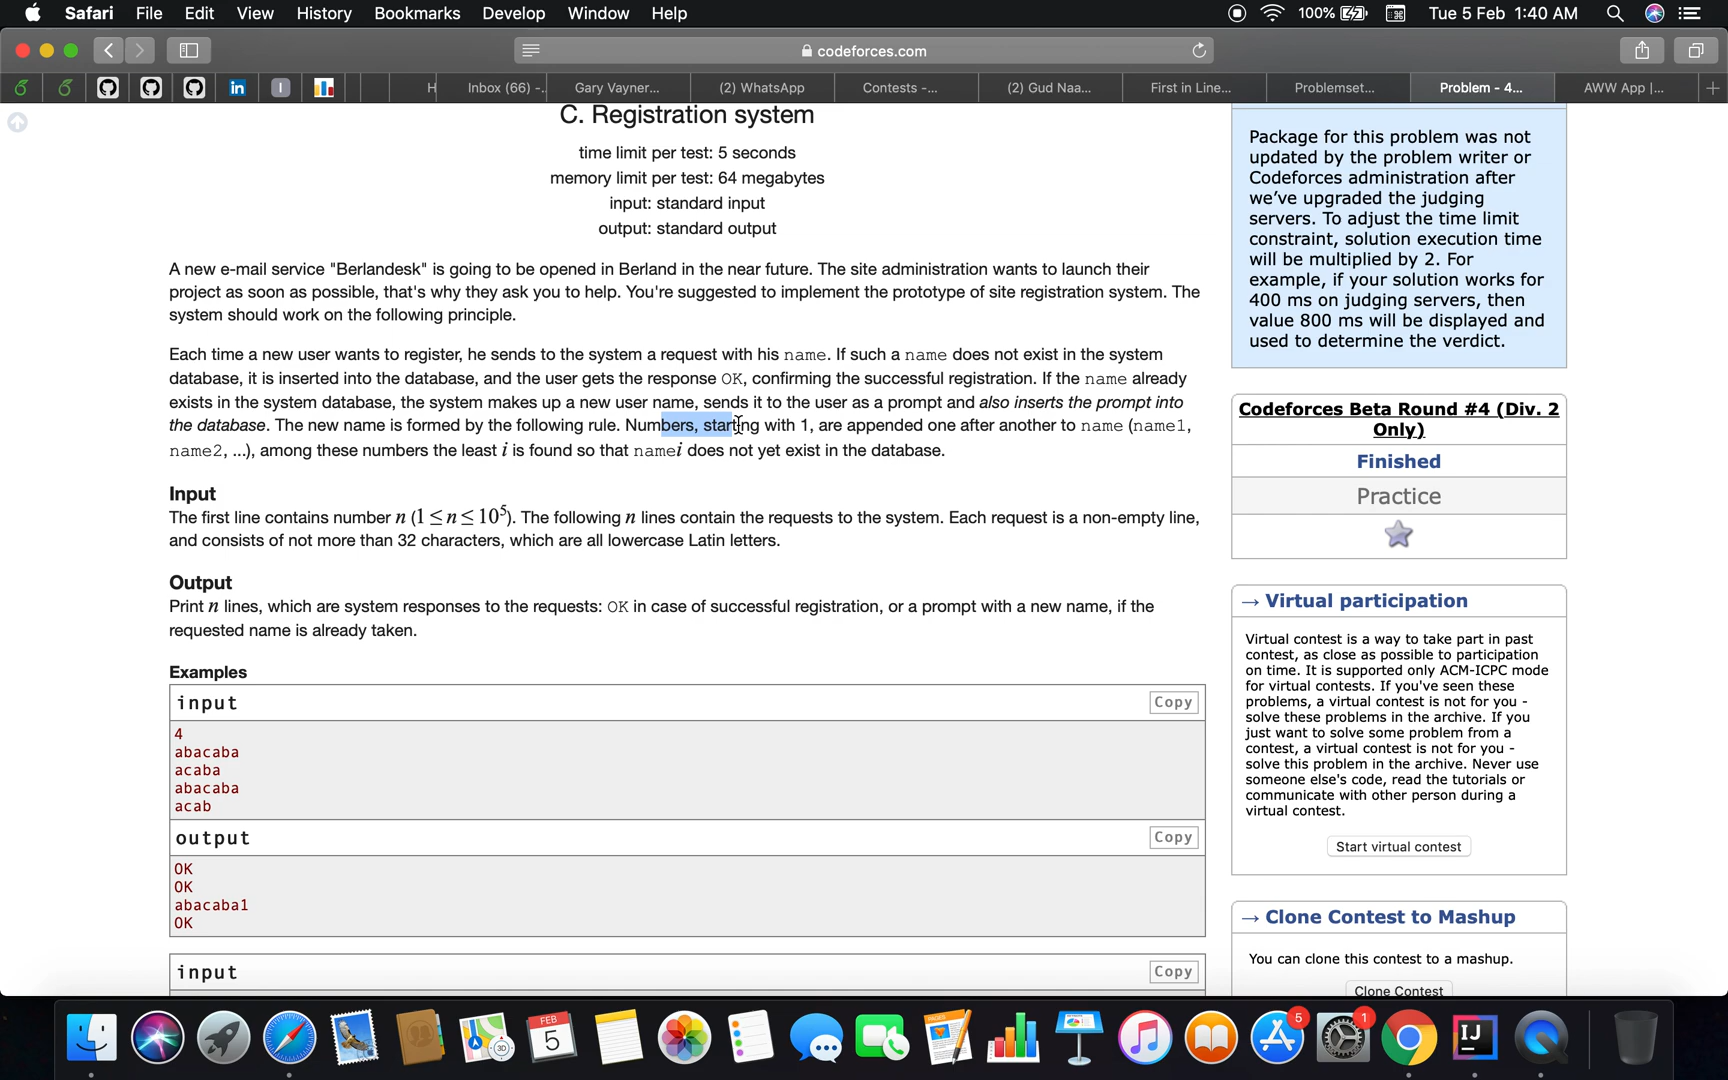 Safari File Edit View History Bookmarks Develop Window Help 100% Tue 5 Feb 1:40 AM
codeforces.com
in I H Inbox (66) -... Gary Vayner... (2) WhatsApp Contests -... (2) Gud Naa... First in Line... Problemset... Problem - 4... AWW App |...
C. Registration system
time limit per test: 5 seconds
memory limit per test: 64 megabytes
input: standard input
output: standard output
A new e-mail service "Berlandesk" is going to be opened in Berland in the near future. The site administration wants to launch their
project as soon as possible, that's why they ask you to help. You're suggested to implement the prototype of site registration system. The
system should work on the following principle.
Each time a new user wants to register, he sends to the system a request with his name. If such a name does not exist in the system
database, it is inserted into the database, and the user gets the response OK, confirming the successful registration. If the name already
exists in the system database, the system makes up a new user name, sends it to the user as a prompt and also inserts the prompt into
the database. The new name is formed by the following rule. Numbers, starting with 1, are appended one after another to name (name1,
name2, ...), among these numbers the least i is found so that namei does not yet exist in the database.
Input
The first line contains number n (1 ≤ n ≤ 10⁵). The following n lines contain the requests to the system. Each request is a non-empty line,
and consists of not more than 32 characters, which are all lowercase Latin letters.
Output
Print n lines, which are system responses to the requests: OK in case of successful registration, or a prompt with a new name, if the
requested name is already taken.
Examples
input Copy
4
abacaba
acaba
abacaba
acab
output Copy
OK
OK
abacaba1
OK
input Copy
Package for this problem was not
updated by the problem writer or
Codeforces administration after
we've upgraded the judging
servers. To adjust the time limit
constraint, solution execution time
will be multiplied by 2. For
example, if your solution works for
400 ms on judging servers, then
value 800 ms will be displayed and
used to determine the verdict.
Codeforces Beta Round #4 (Div. 2
Only)
Finished
Practice
→ Virtual participation
Virtual contest is a way to take part in past
contest, as close as possible to participation
on time. It is supported only ACM-ICPC mode
for virtual contests. If you've seen these
problems, a virtual contest is not for you -
solve these problems in the archive. If you
just want to solve some problem from a
contest, a virtual contest is not for you -
solve this problem in the archive. Never use
someone else's code, read the tutorials or
communicate with other person during a
virtual contest.
Start virtual contest
→ Clone Contest to Mashup
You can clone this contest to a mashup.
Clone Contest
FEB
5
3D
PAGES
5
1
IJ